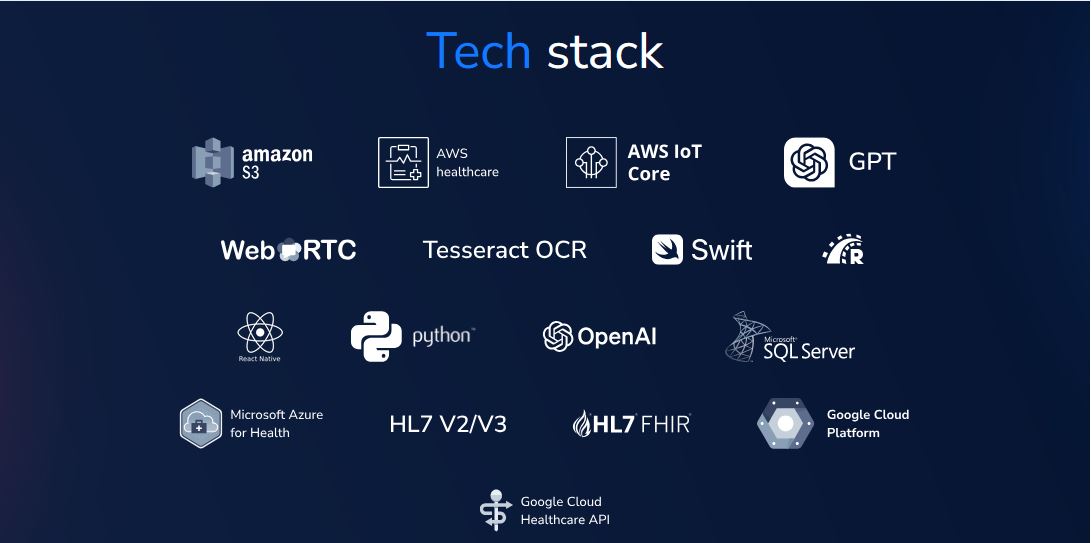 Tech stack
amazon
S3
AWS
healthcare
AWS IoT
Core
GPT
WebRTC
Tesseract OCR
Swift
R
React Native
python™
OpenAI
Microsoft®
SQL Server
Microsoft Azure
for Health
HL7 V2/V3
HL7® FHIR®
Google Cloud
Platform
Google Cloud
Healthcare API